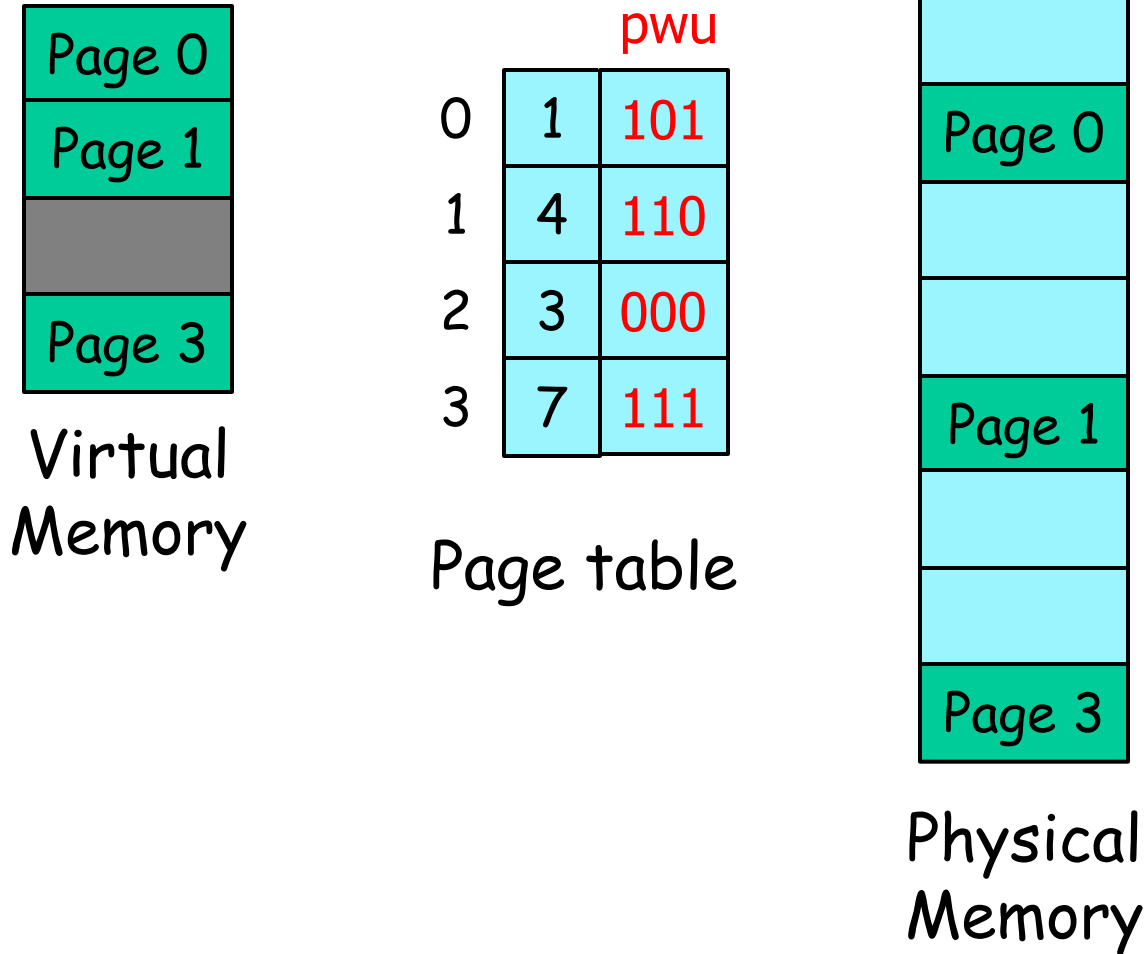 Page 0
Page 1
Page 3
Virtual
Memory
pwu
0 1 101
1 4 110
2 3 000
3 7 111
Page table
Page 0
Page 1
Page 3
Physical
Memory